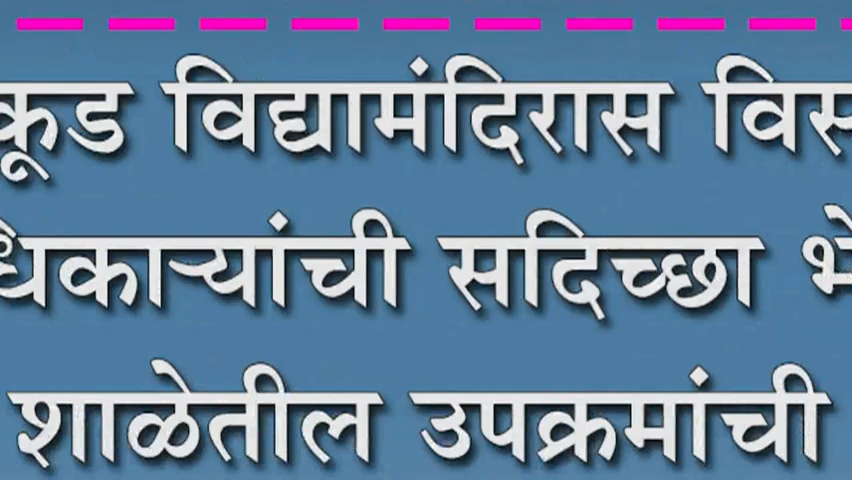 कूड विद्यामंदिरास विस
धिकाऱ्यांची सदिच्छा भे
शाळेतील उपक्रमांची